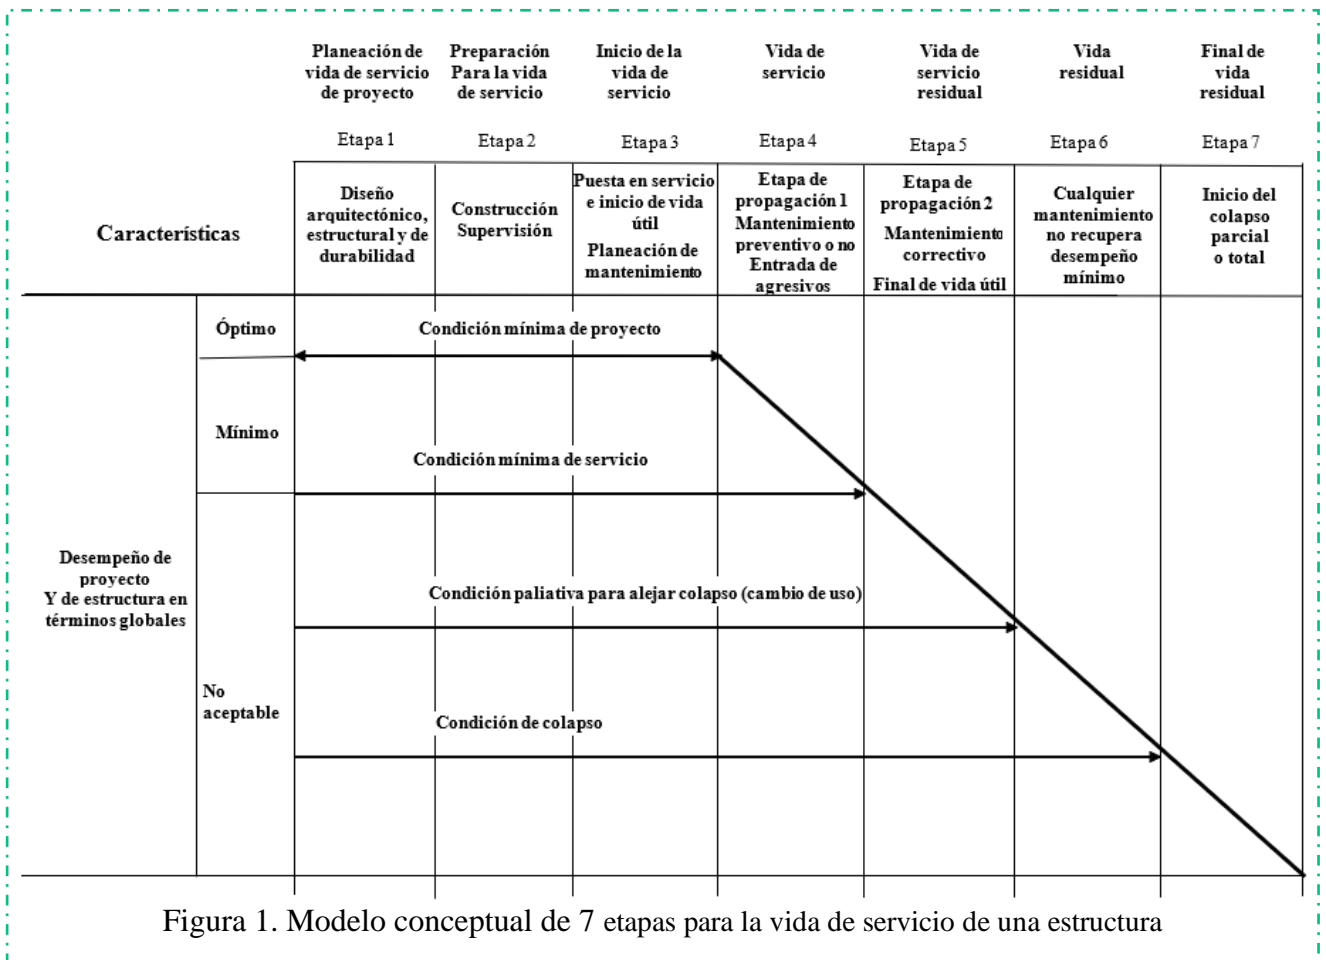 Planeación de
vida de servicio
de proyecto
Preparación
Para la vida
de servicio
Inicio de la
vida de
servicio
Vida de
servicio
Vida de
servicio
residual
Vida
residual
Final de
vida
residual
Etapa 1
Etapa 2
Etapa 3
Etapa 4
Etapa 5
Etapa 6
Etapa 7
Características
Diseño
arquitectónico,
estructural y de
durabilidad
Construcción
Supervisión
Puesta en servicio
e inicio de vida
útil
Planeación de
mantenimiento
Etapa de
propagación 1
Mantenimiento
preventivo o no
Entrada de
agresivos
Etapa de
propagación 2
Mantenimiento
correctivo
Final de vida útil
Cualquier
mantenimiento
no recupera
desempeño
mínimo
Inicio del
colapso
parcial
o total
Óptimo
Condición mínima de proyecto
Mínimo
Condición mínima de servicio
Desempeño de
proyecto
Y de estructura en
términos globales
Condición paliativa para alejar colapso (cambio de uso)
No
aceptable
Condición de colapso
Figura 1. Modelo conceptual de 7 etapas para la vida de servicio de una estructura